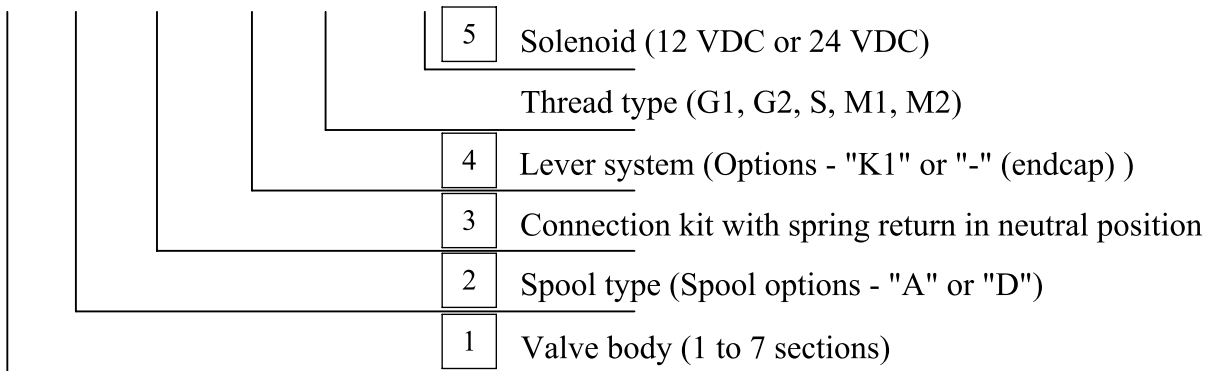 5 Solenoid (12 VDC or 24 VDC)
Thread type (G1, G2, S, M1, M2)
4 Lever system (Options - "K1" or "-" (endcap) )
3 Connection kit with spring return in neutral position
2 Spool type (Spool options - "A" or "D")
1 Valve body (1 to 7 sections)